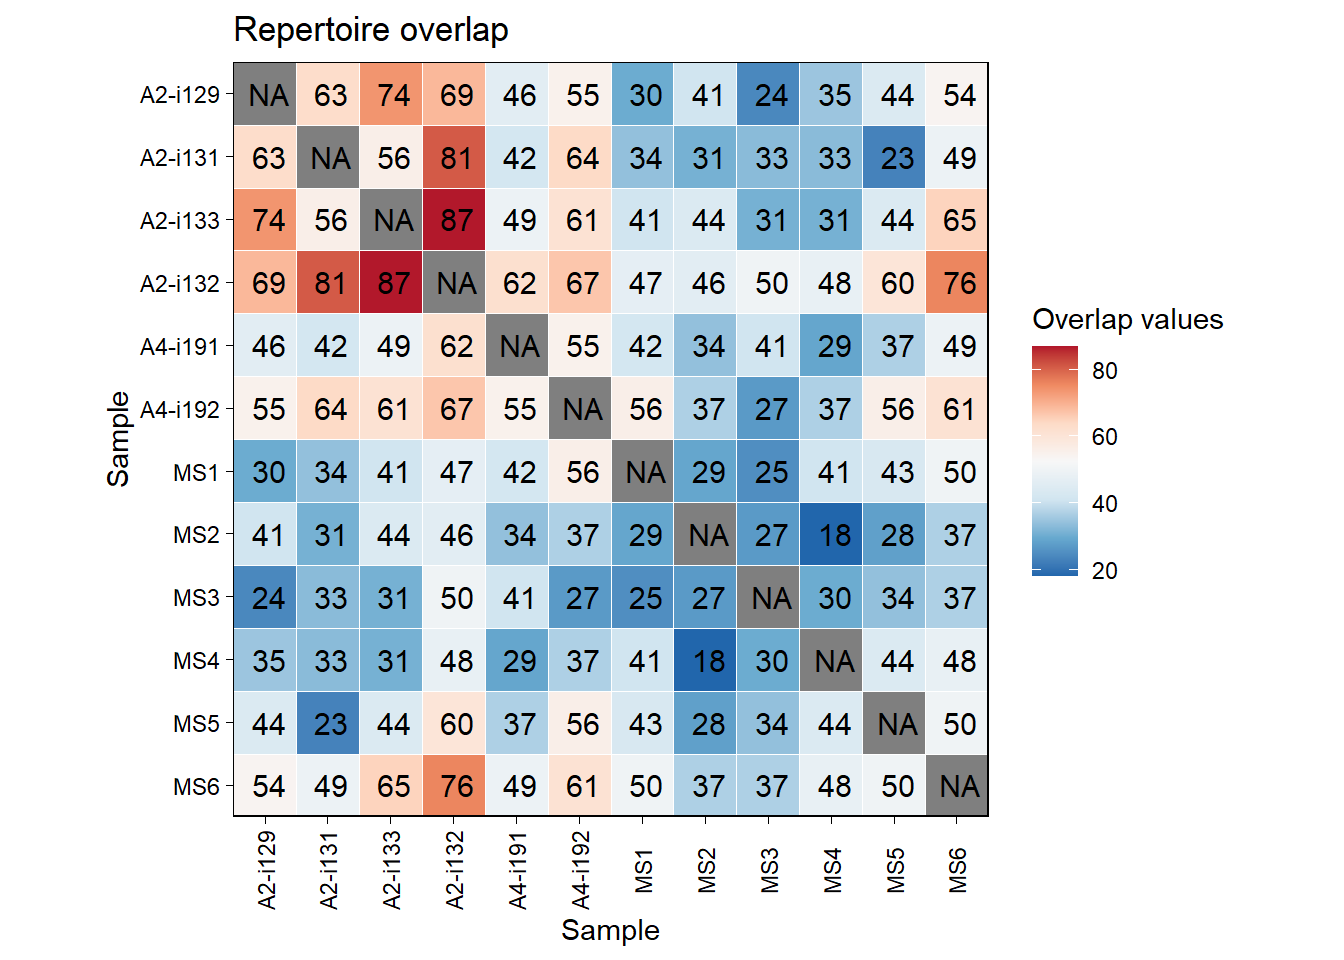 Repertoire overlap
Sample
A2-i129 NA 63 74 69 46 55 30 41 24 35 44 54
A2-i131 63 NA 56 81 42 64 34 31 33 33 23 49
A2-i133 74 56 NA 87 49 61 41 44 31 31 44 65
A2-i132 69 81 87 NA 62 67 47 46 50 48 60 76
A4-i191 46 42 49 62 NA 55 42 34 41 29 37 49
A4-i192 55 64 61 67 55 NA 56 37 27 37 56 61
MS1 30 34 41 47 42 56 NA 29 25 41 43 50
MS2 41 31 44 46 34 37 29 NA 27 18 28 37
MS3 24 33 31 50 41 27 25 27 NA 30 34 37
MS4 35 33 31 48 29 37 41 18 30 NA 44 48
MS5 44 23 44 60 37 56 43 28 34 44 NA 50
MS6 54 49 65 76 49 61 50 37 37 48 50 NA
A2-i129 A2-i131 A2-i133 A2-i132 A4-i191 A4-i192 MS1 MS2 MS3 MS4 MS5 MS6
Sample
Overlap values
80
60
40
20